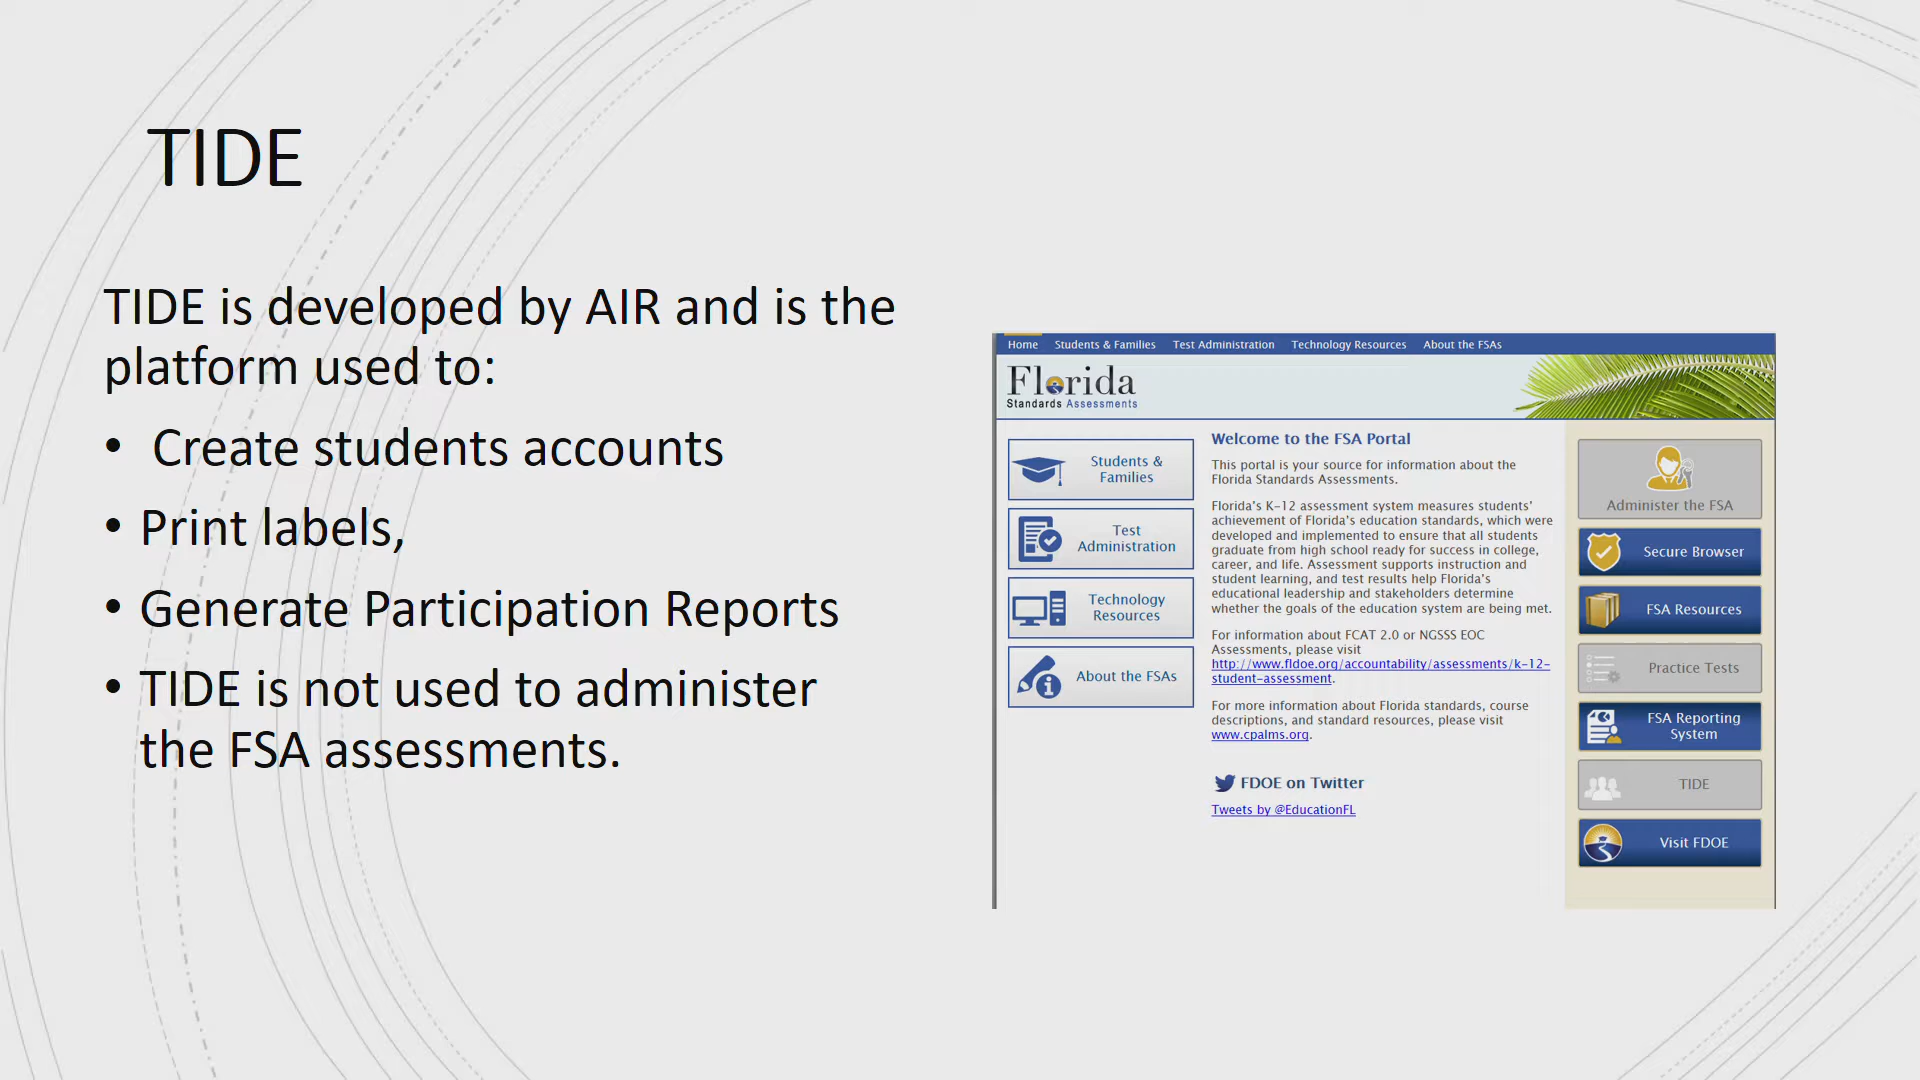 TIDE
TIDE is developed by AIR and is the
platform used to:
• Create students accounts
• Print labels,
• Generate Participation Reports
• TIDE is not used to administer
the FSA assessments.
Home Students & Families Test Administration Technology Resources About the FSAs
Florida
Standards Assessments
Students &
Families
Test
Administration
Technology
Resources
About the FSAs
Welcome to the FSA Portal
This portal is your source for information about the
Florida Standards Assessments.
Florida's K-12 assessment system measures students'
achievement of Florida's education standards, which were
developed and implemented to ensure that all students
graduate from high school ready for success in college,
career, and life. Assessment supports instruction and
student learning, and test results help Florida's
educational leadership and stakeholders determine
whether the goals of the education system are being met.
For information about FCAT 2.0 or NGSSS EOC
Assessments, please visit
http://www.fldoe.org/accountability/assessments/k-12-
student-assessment.
For more information about Florida standards, course
descriptions, and standard resources, please visit
www.cpalms.org.
FDOE on Twitter
Tweets by @EducationFL
Administer the FSA
Secure Browser
FSA Resources
Practice Tests
FSA Reporting
System
TIDE
Visit FDOE